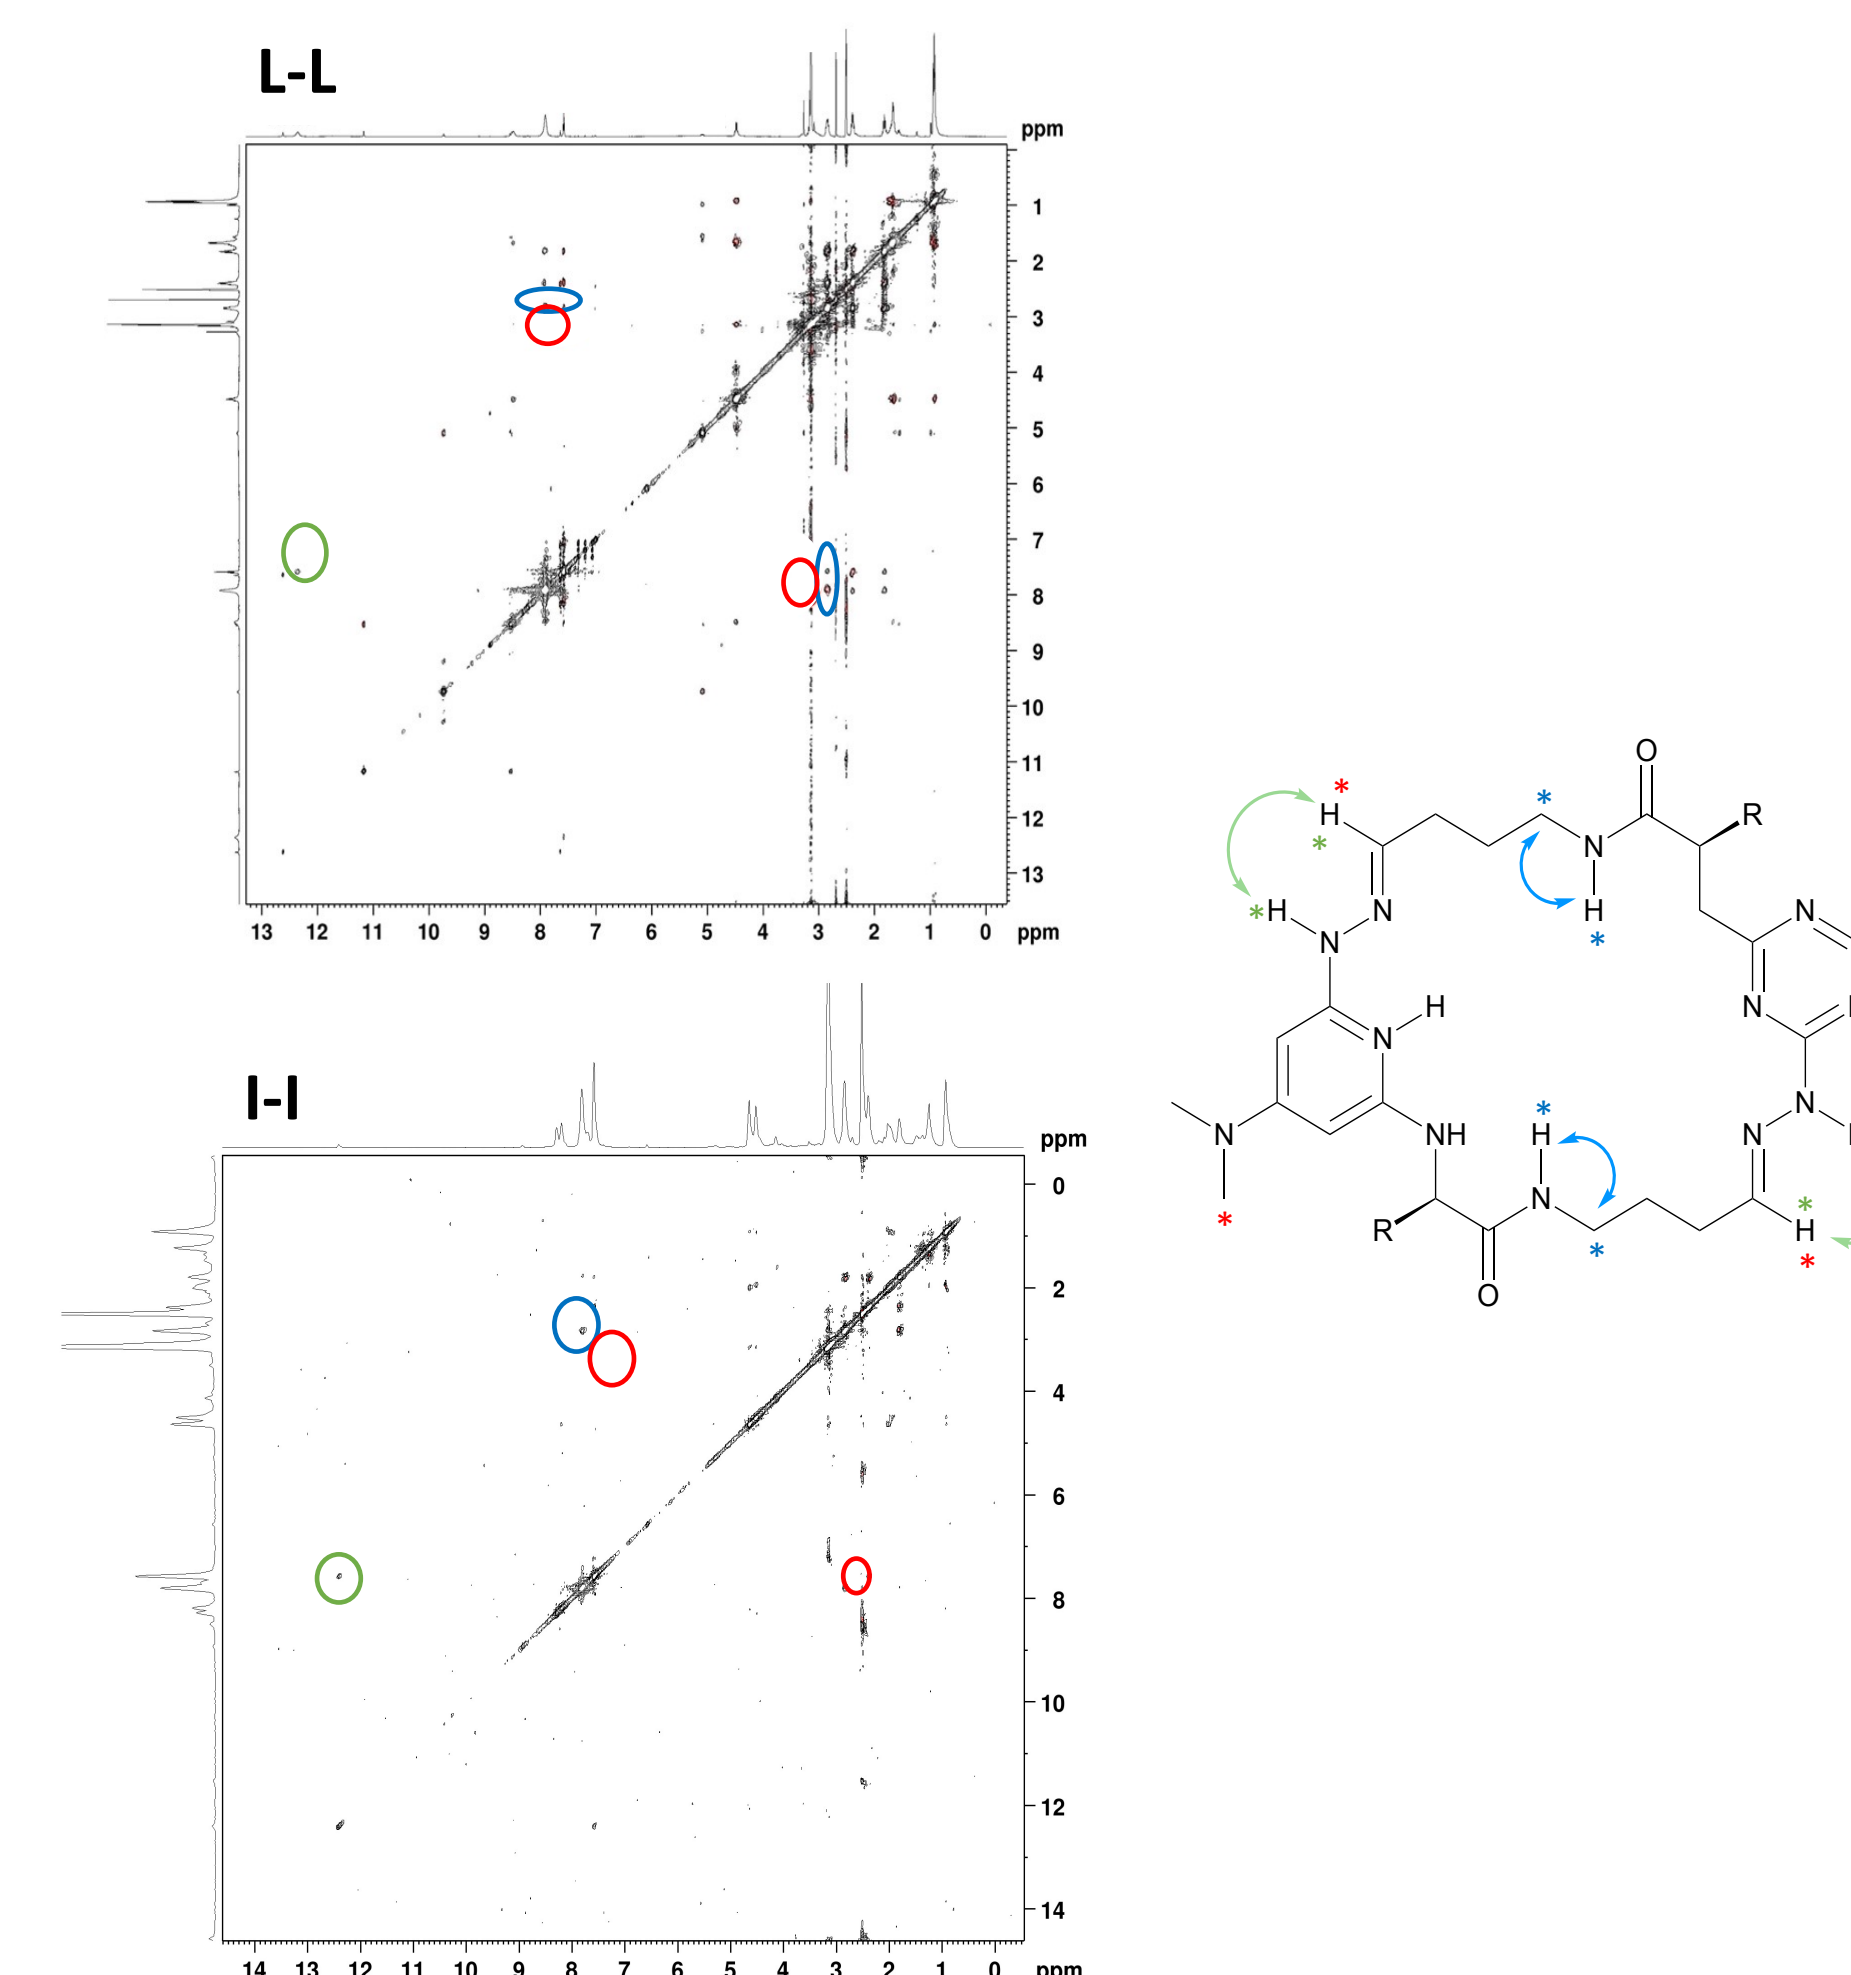 L-L
ppm
1
2
3
4
5
6
7
8
9
10
11
12
13
13 12 11 10 9 8 7 6 5 4 3 2 1 0 ppm
I-I
ppm
0
2
4
6
8
10
12
14
14 13 12 11 10 9 8 7 6 5 4 3 2 1 0 ppm
O
* *
H R
* N
N H N
* H *
N
H N
N
N
* N
N NH H N
* *
N H
R O * *